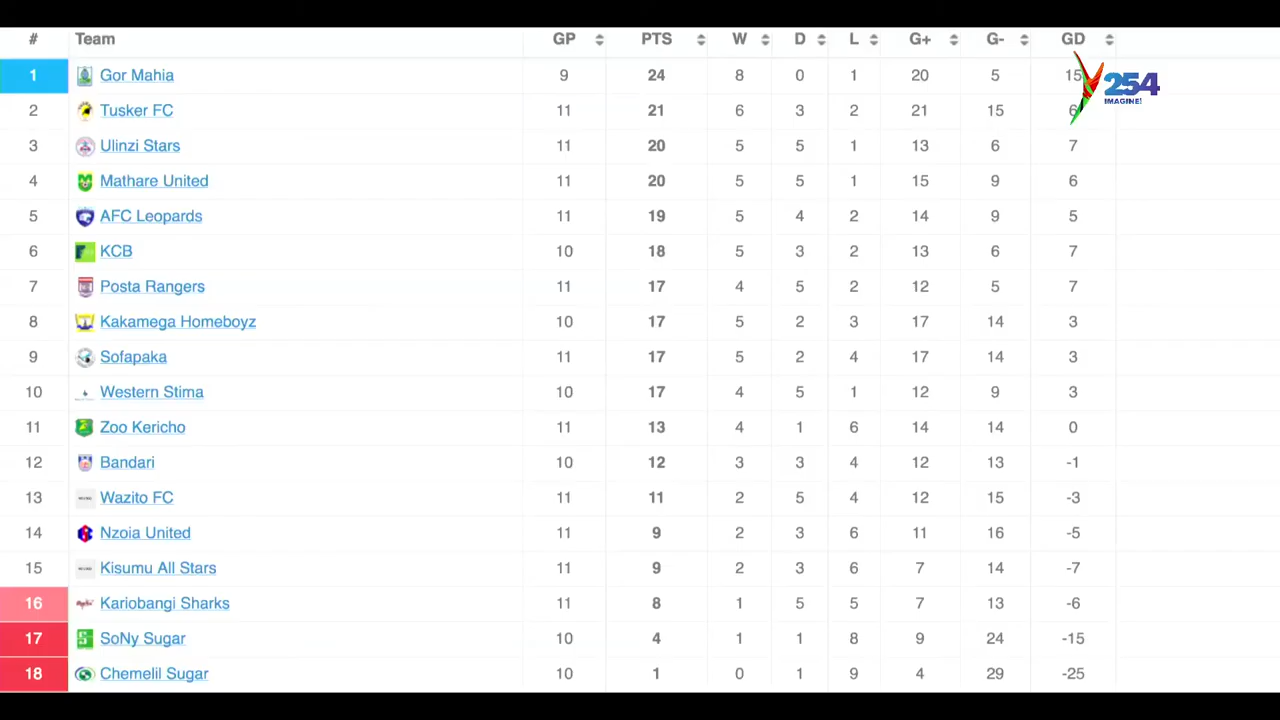 # Team GP PTS W D L G+ G- GD
1 Gor Mahia 9 24 8 0 1 20 5 15
254
IMAGINE!
2 Tusker FC 11 21 6 3 2 21 15 6
3 Ulinzi Stars 11 20 5 5 1 13 6 7
4 Mathare United 11 20 5 5 1 15 9 6
5 AFC Leopards 11 19 5 4 2 14 9 5
6 KCB 10 18 5 3 2 13 6 7
7 Posta Rangers 11 17 4 5 2 12 5 7
8 Kakamega Homeboyz 10 17 5 2 3 17 14 3
9 Sofapaka 11 17 5 2 4 17 14 3
10 Western Stima 10 17 4 5 1 12 9 3
11 Zoo Kericho 11 13 4 1 6 14 14 0
12 Bandari 10 12 3 3 4 12 13 -1
13 Wazito FC 11 11 2 5 4 12 15 -3
14 Nzoia United 11 9 2 3 6 11 16 -5
15 Kisumu All Stars 11 9 2 3 6 7 14 -7
16 Kariobangi Sharks 11 8 1 5 5 7 13 -6
17 SoNy Sugar 10 4 1 1 8 9 24 -15
18 Chemelil Sugar 10 1 0 1 9 4 29 -25